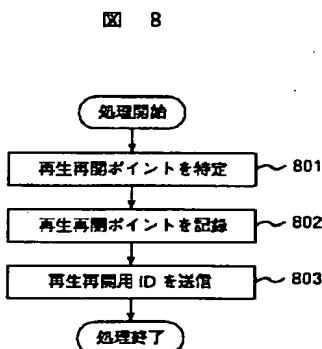 図 8
処理開始
再生再開ポイントを特定
801
再生再開ポイントを記録
802
再生再開用 ID を送信
803
処理終了